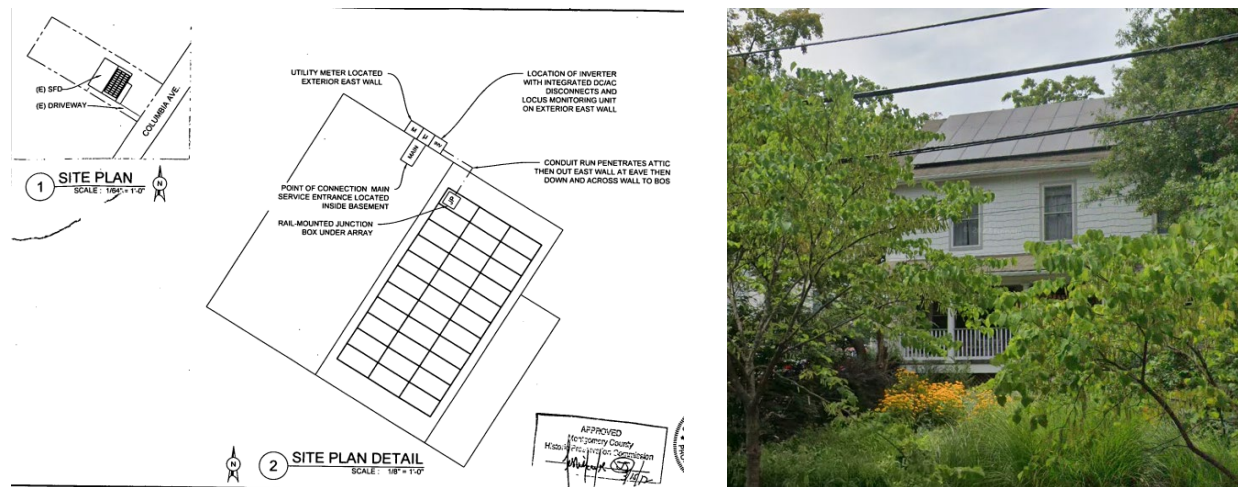 (E) SFD
(E) DRIVEWAY
COLUMBIA AVE.
1
SITE PLAN
SCALE : 1/64" = 1'-0"
N
UTILITY METER LOCATED
EXTERIOR EAST WALL
LOCATION OF INVERTER
WITH INTEGRATED DC/AC
DISCONNECTS AND
LOCUS MONITORING UNIT
ON EXTERIOR EAST WALL
M
INV
MAIN
CONDUIT RUN PENETRATES ATTIC
THEN OUT EAST WALL AT EAVE THEN
DOWN AND ACROSS WALL TO BOS
POINT OF CONNECTION MAIN
SERVICE ENTRANCE LOCATED
INSIDE BASEMENT
RAIL-MOUNTED JUNCTION
BOX UNDER ARRAY
N
2
SITE PLAN DETAIL
SCALE : 1/8" = 1'-0"
APPROVED
Montgomery County
Historic Preservation Commission